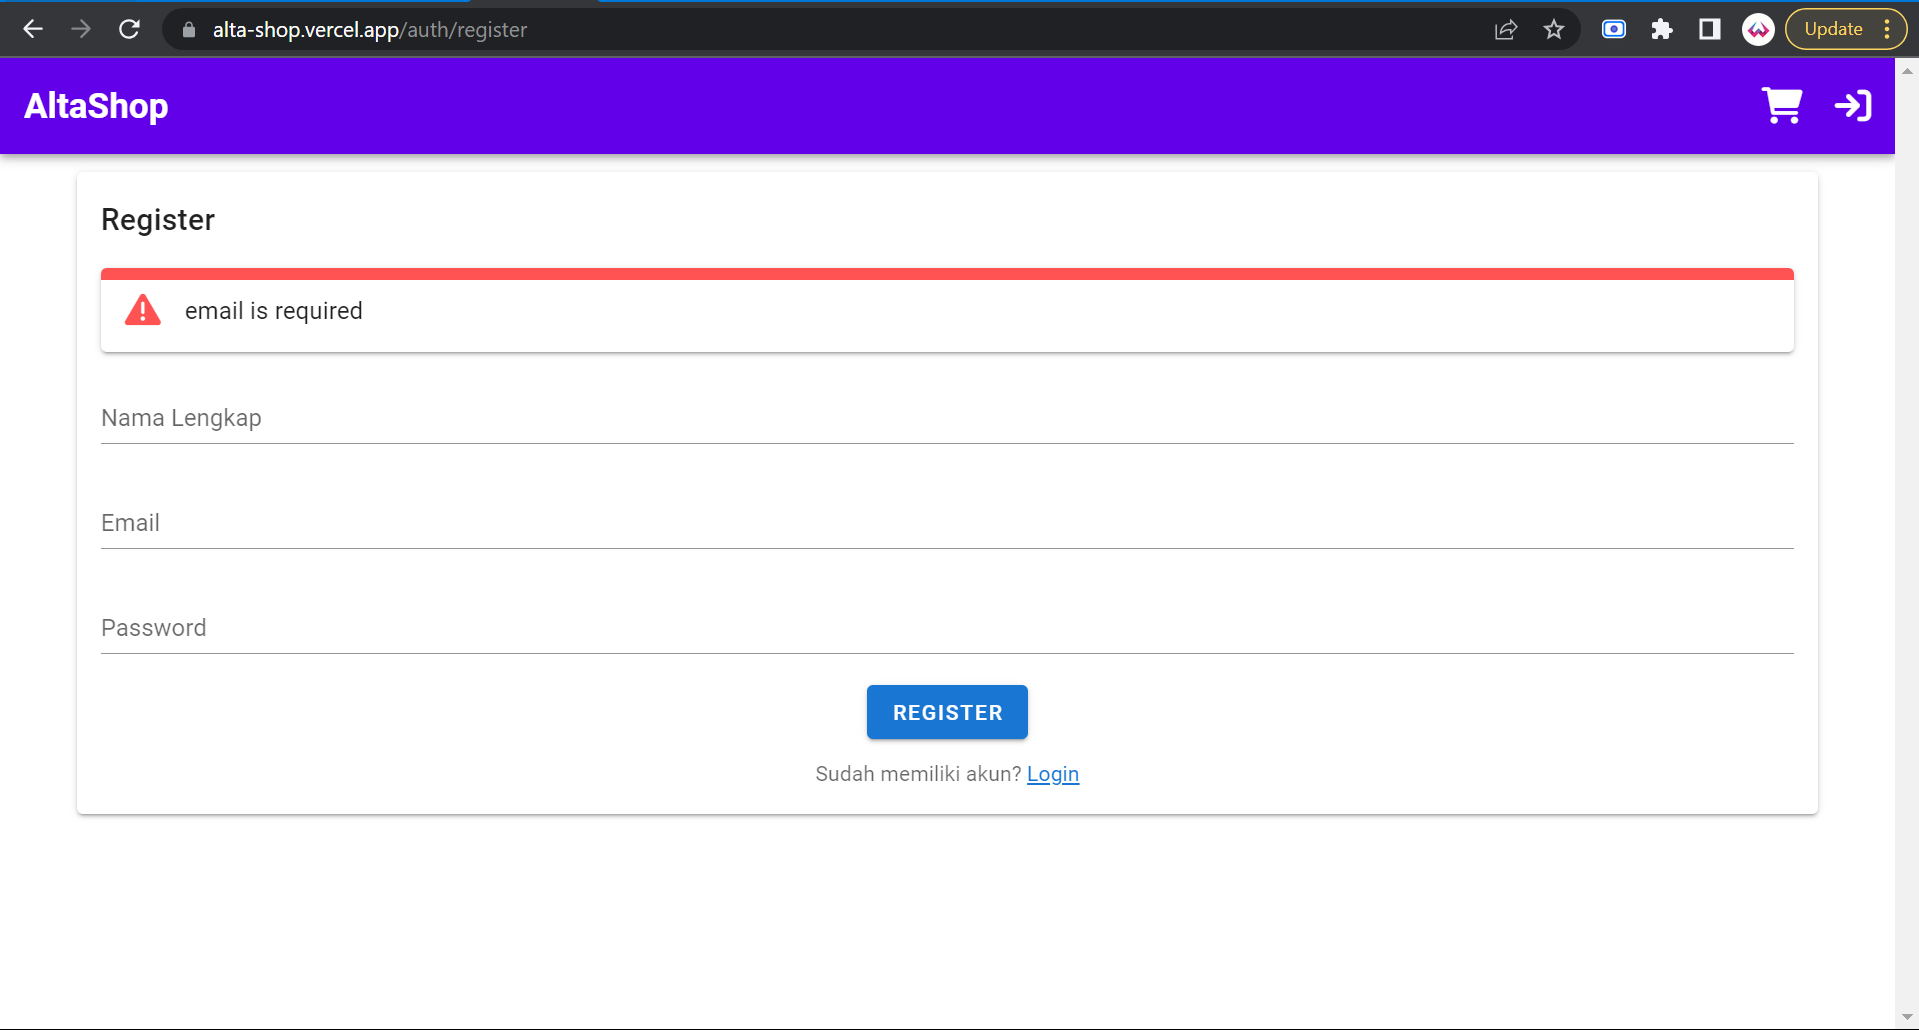 alta-shop.vercel.app/auth/register
Update
AltaShop
Register
email is required
Nama Lengkap
Email
Password
REGISTER
Sudah memiliki akun? Login